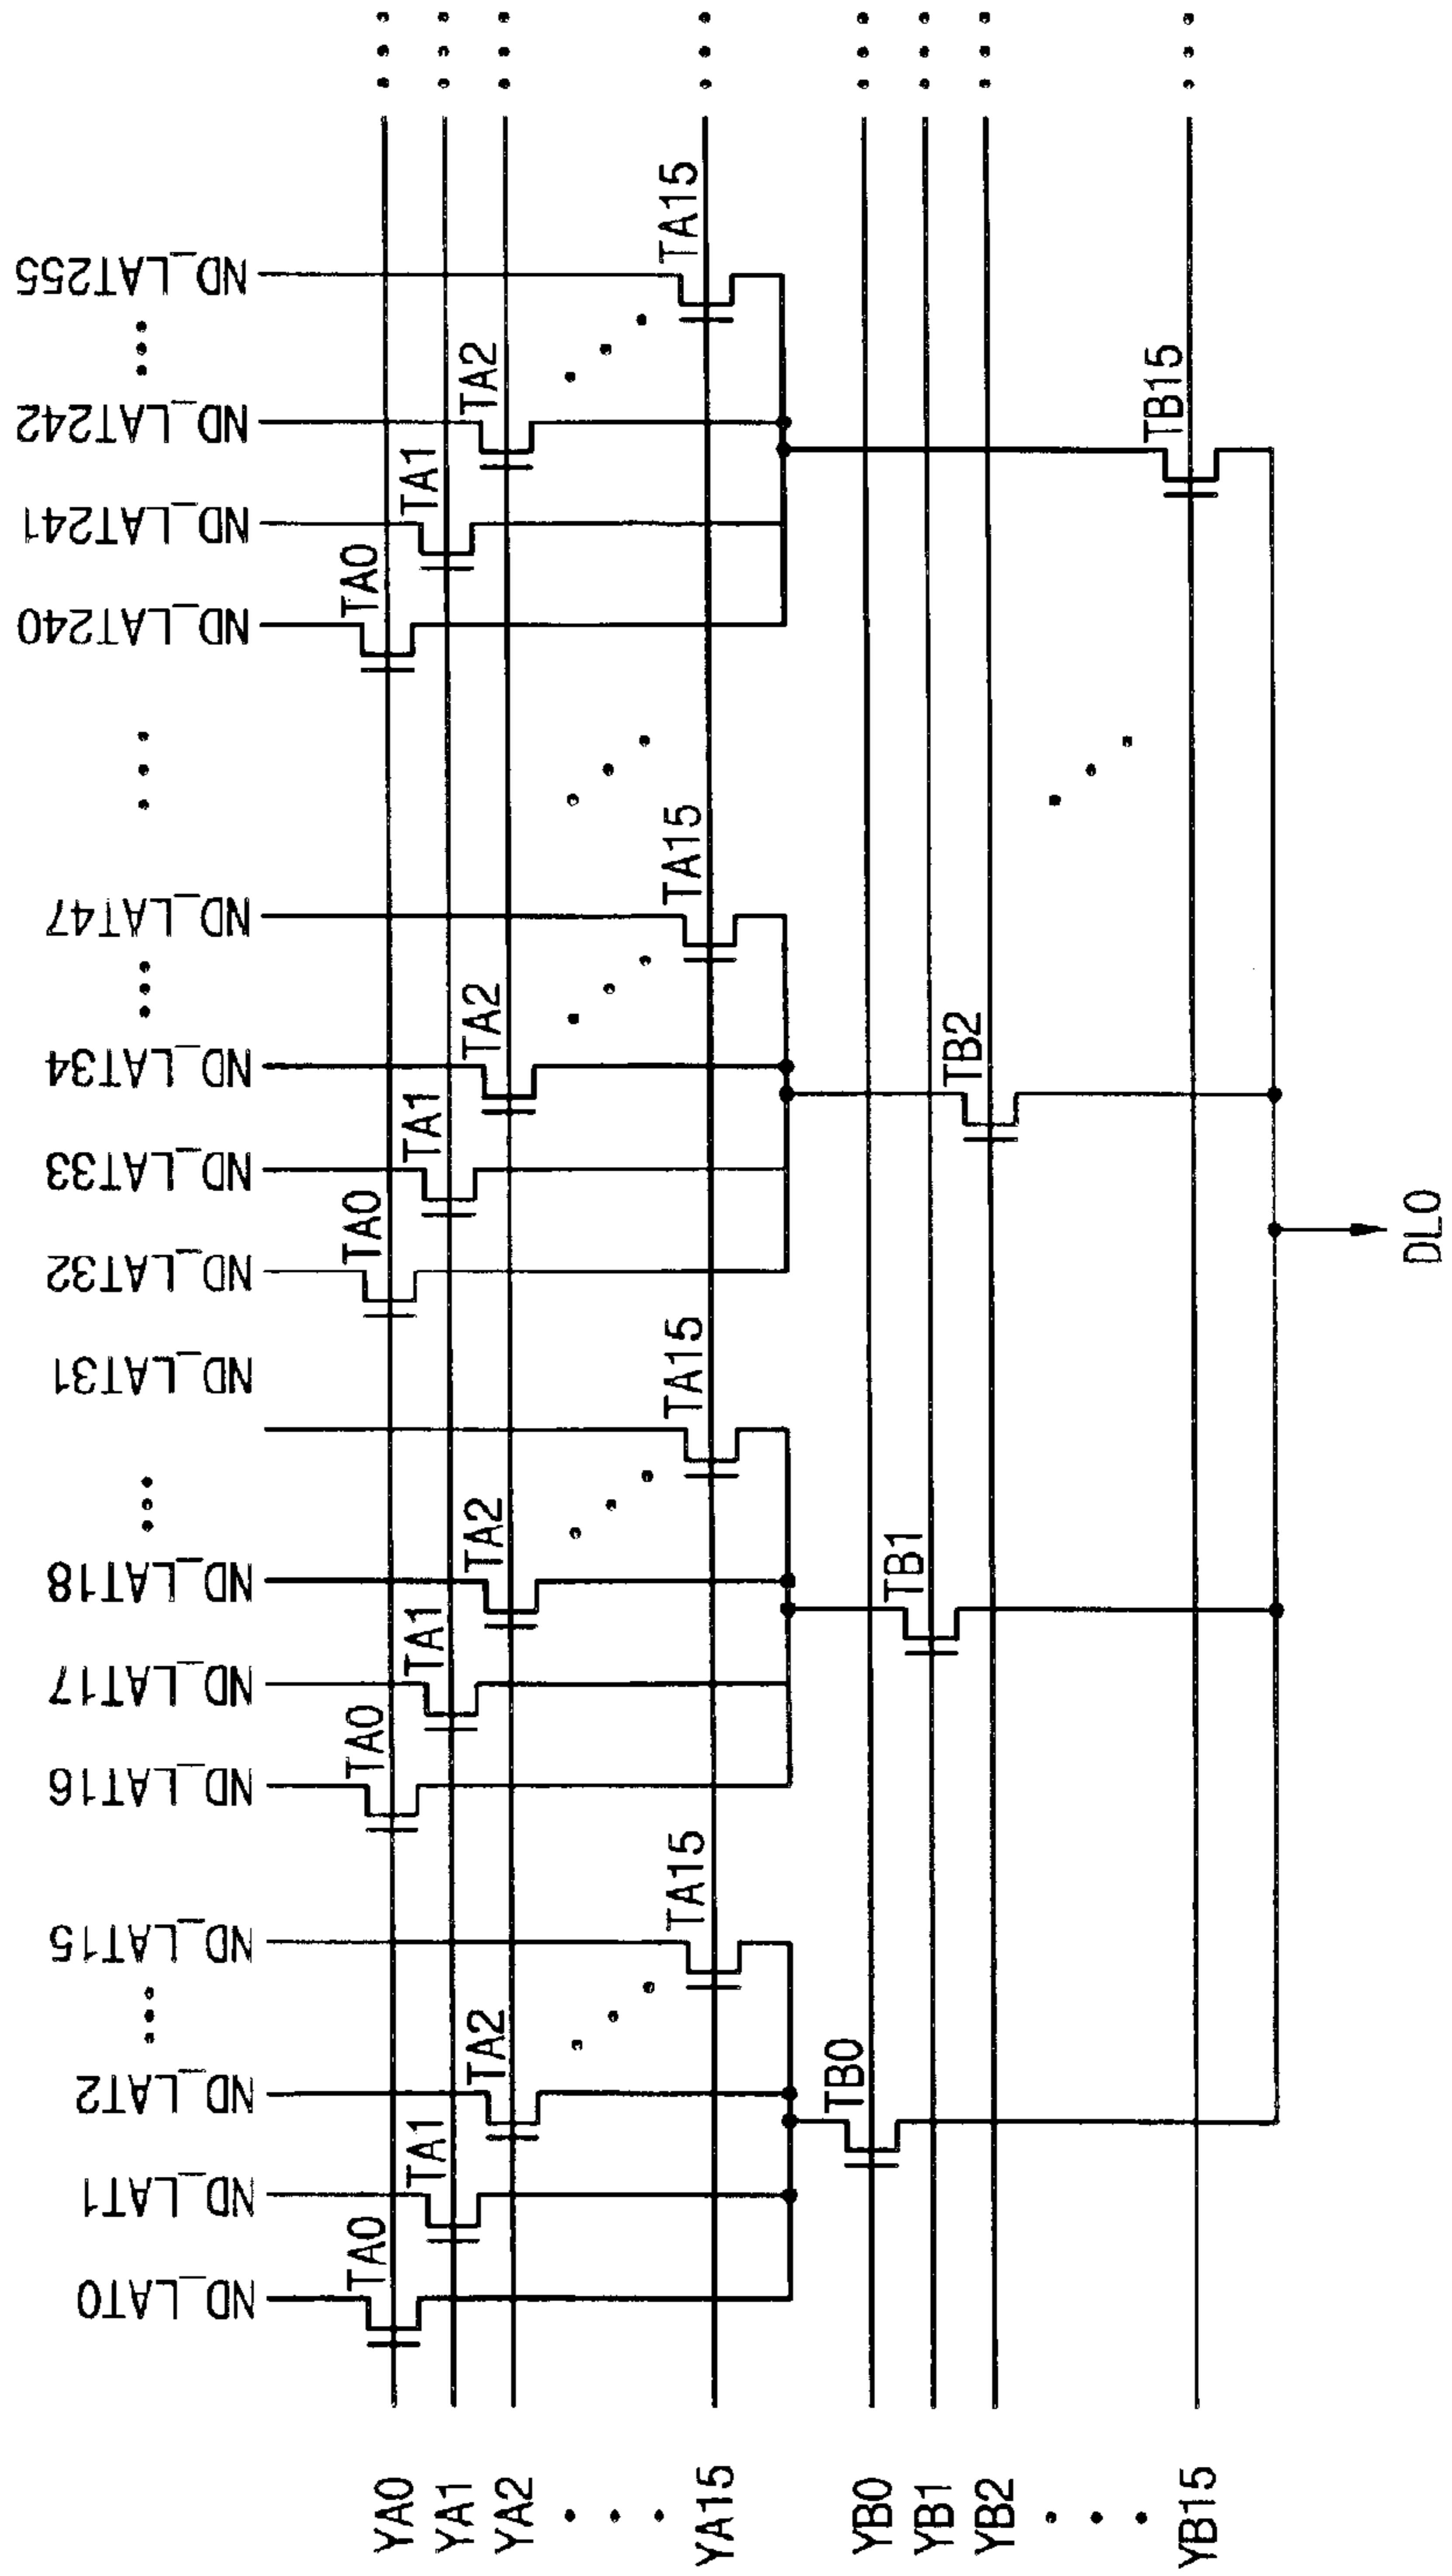 ND_LAT0
ND_LAT1
ND_LAT2
ND_LAT15
ND_LAT16
ND_LAT17
ND_LAT18
ND_LAT31
ND_LAT32
ND_LAT33
ND_LAT34
ND_LAT47
ND_LAT240
ND_LAT241
ND_LAT242
ND_LAT255
YA0
TA0
TA0
TA0
TA0
YA1
TA1
TA1
TA1
TA1
YA2
TA2
TA2
TA2
TA2
YA15
TA15
TA15
TA15
TA15
YB0
TB0
YB1
TB1
YB2
TB2
YB15
TB15
DL0